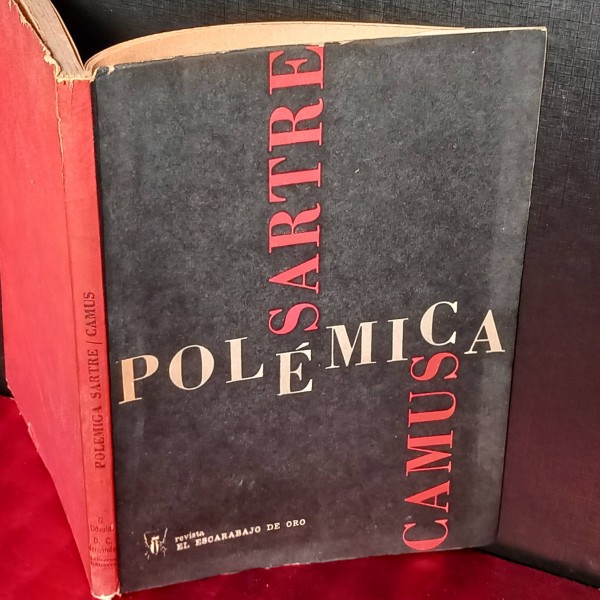 SARTRE
POLÉMICA
CAMUS
revista
EL ESCARABAJO DE ORO
POLEMICA SARTRE / CAMUS